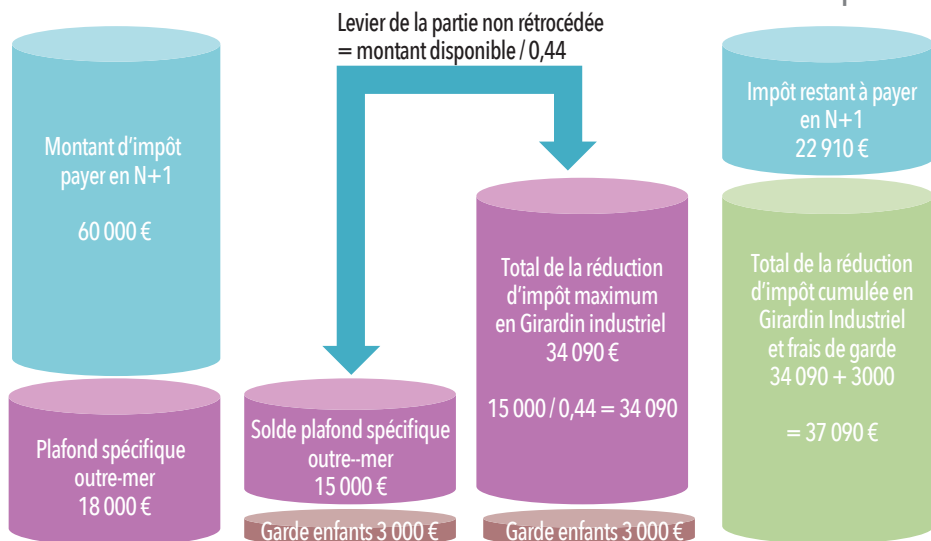 Levier de la partie non rétrocédée
= montant disponible / 0,44
Montant d’impôt
payer en N+1
60 000 €
Plafond spécifique
outre-mer
18 000 €
Solde plafond spécifique
outre--mer
15 000 €
Garde enfants 3 000 €
Total de la réduction
d’impôt maximum
en Girardin industriel
34 090 €
15 000 / 0,44 = 34 090
Garde enfants 3 000 €
Impôt restant à payer
en N+1
22 910 €
Total de la réduction
d’impôt cumulée en
Girardin Industriel
et frais de garde
34 090 + 3000
= 37 090 €